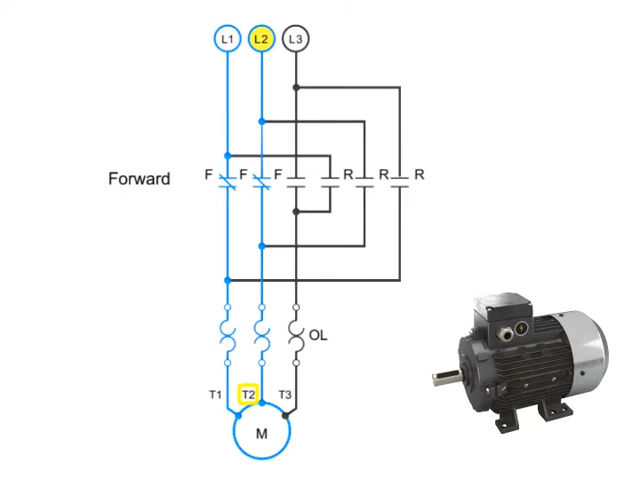 L1 L2 L3
Forward F F F R R R
OL
T1 T2 T3
M